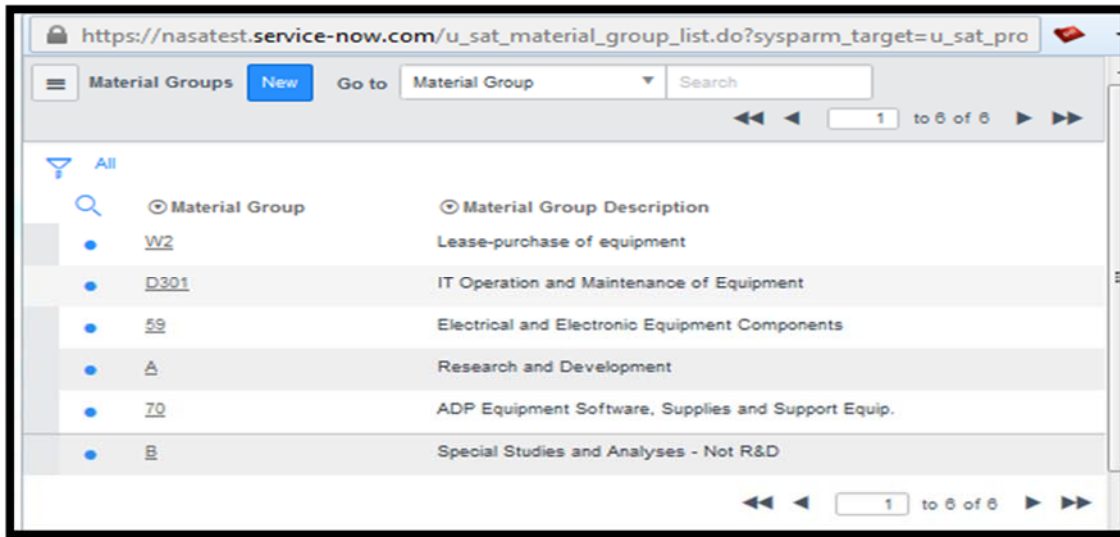 https://nasatest.service-now.com/u_sat_material_group_list.do?sysparm_target=u_sat_pro
Material Groups New Go to Material Group Search
1 to 6 of 6
All
Material Group Material Group Description
W2 Lease-purchase of equipment
D301 IT Operation and Maintenance of Equipment
59 Electrical and Electronic Equipment Components
A Research and Development
70 ADP Equipment Software, Supplies and Support Equip.
B Special Studies and Analyses - Not R&D
1 to 6 of 6